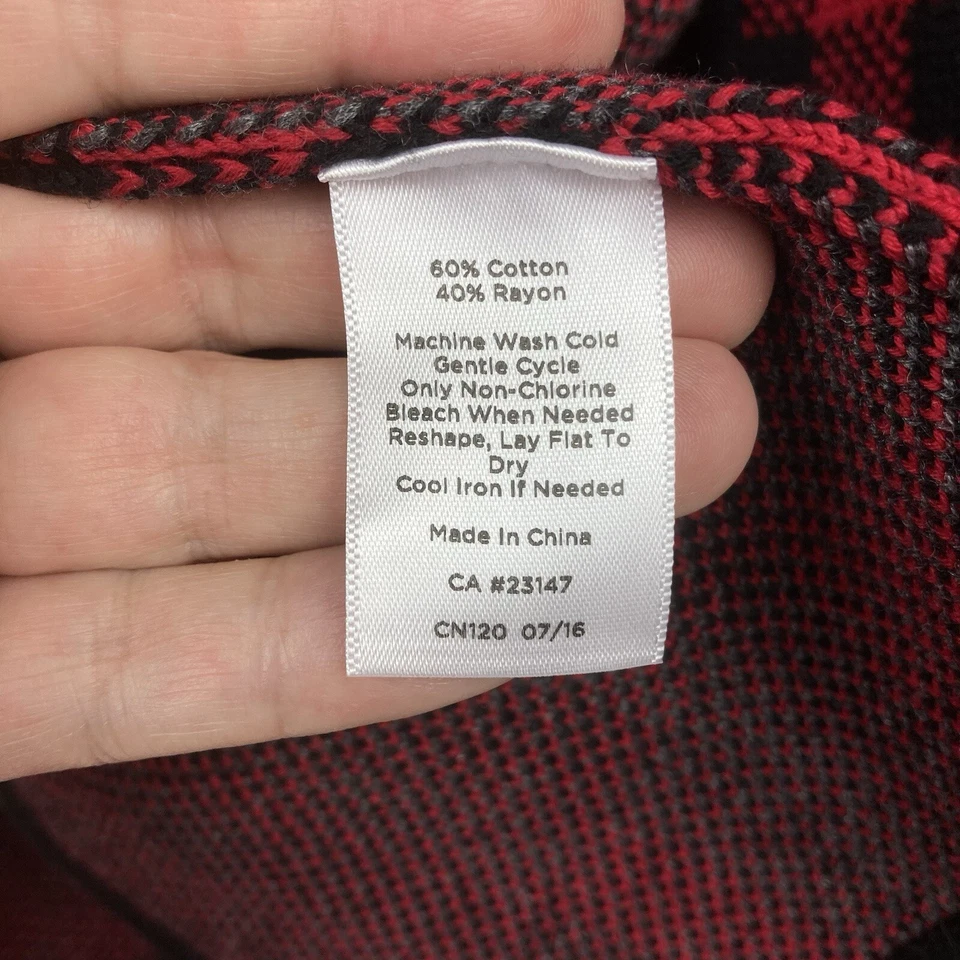 60% Cotton
40% Rayon
Machine Wash Cold
Gentle Cycle
Only Non-Chlorine
Bleach When Needed
Reshape, Lay Flat To
Dry
Cool Iron If Needed
Made In China
CA #23147
CN120 07/16